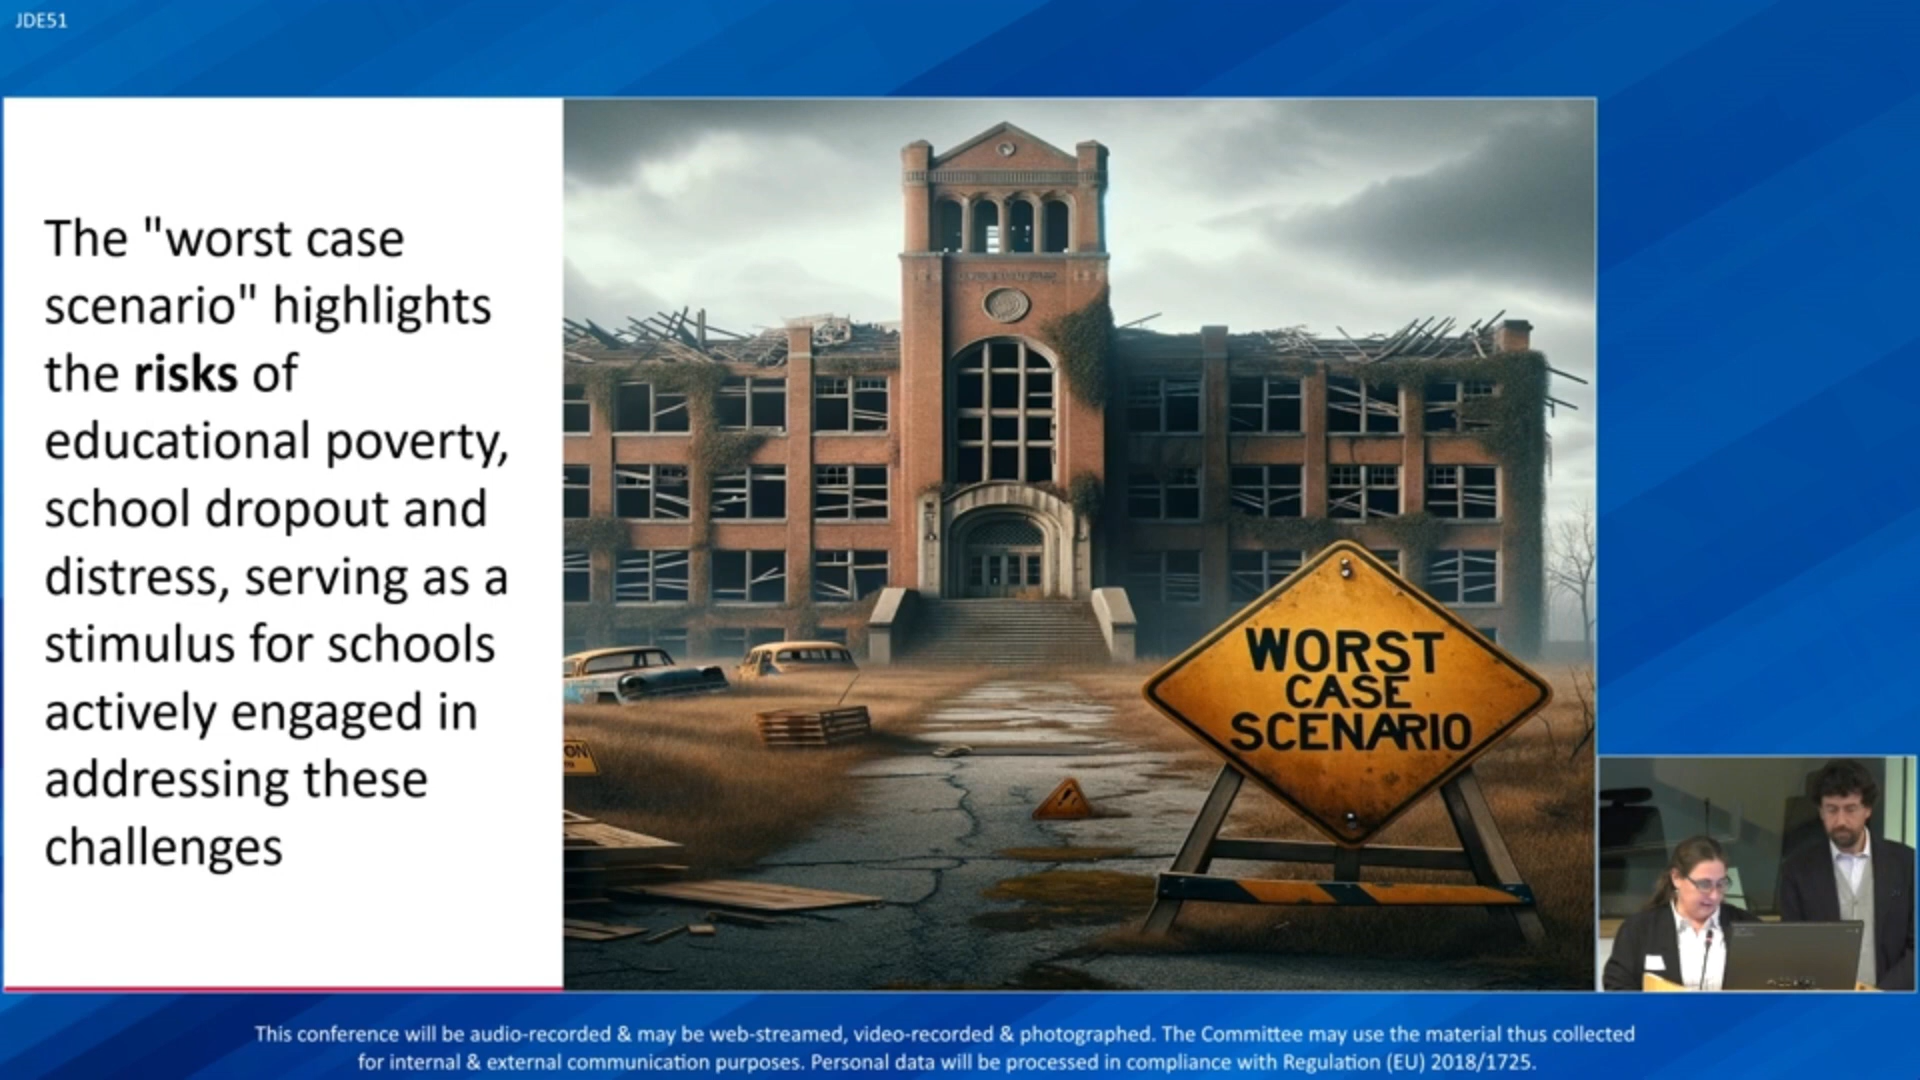 JDE51
The "worst case
scenario" highlights
the risks of
educational poverty,
school dropout and
distress, serving as a
stimulus for schools
actively engaged in
addressing these
challenges
WORST
CASE
SCENARIO
ON
This conference will be audio-recorded & may be web-streamed, video-recorded & photographed. The Committee may use the material thus collected
for internal & external communication purposes. Personal data will be processed in compliance with Regulation (EU) 2018/1725.